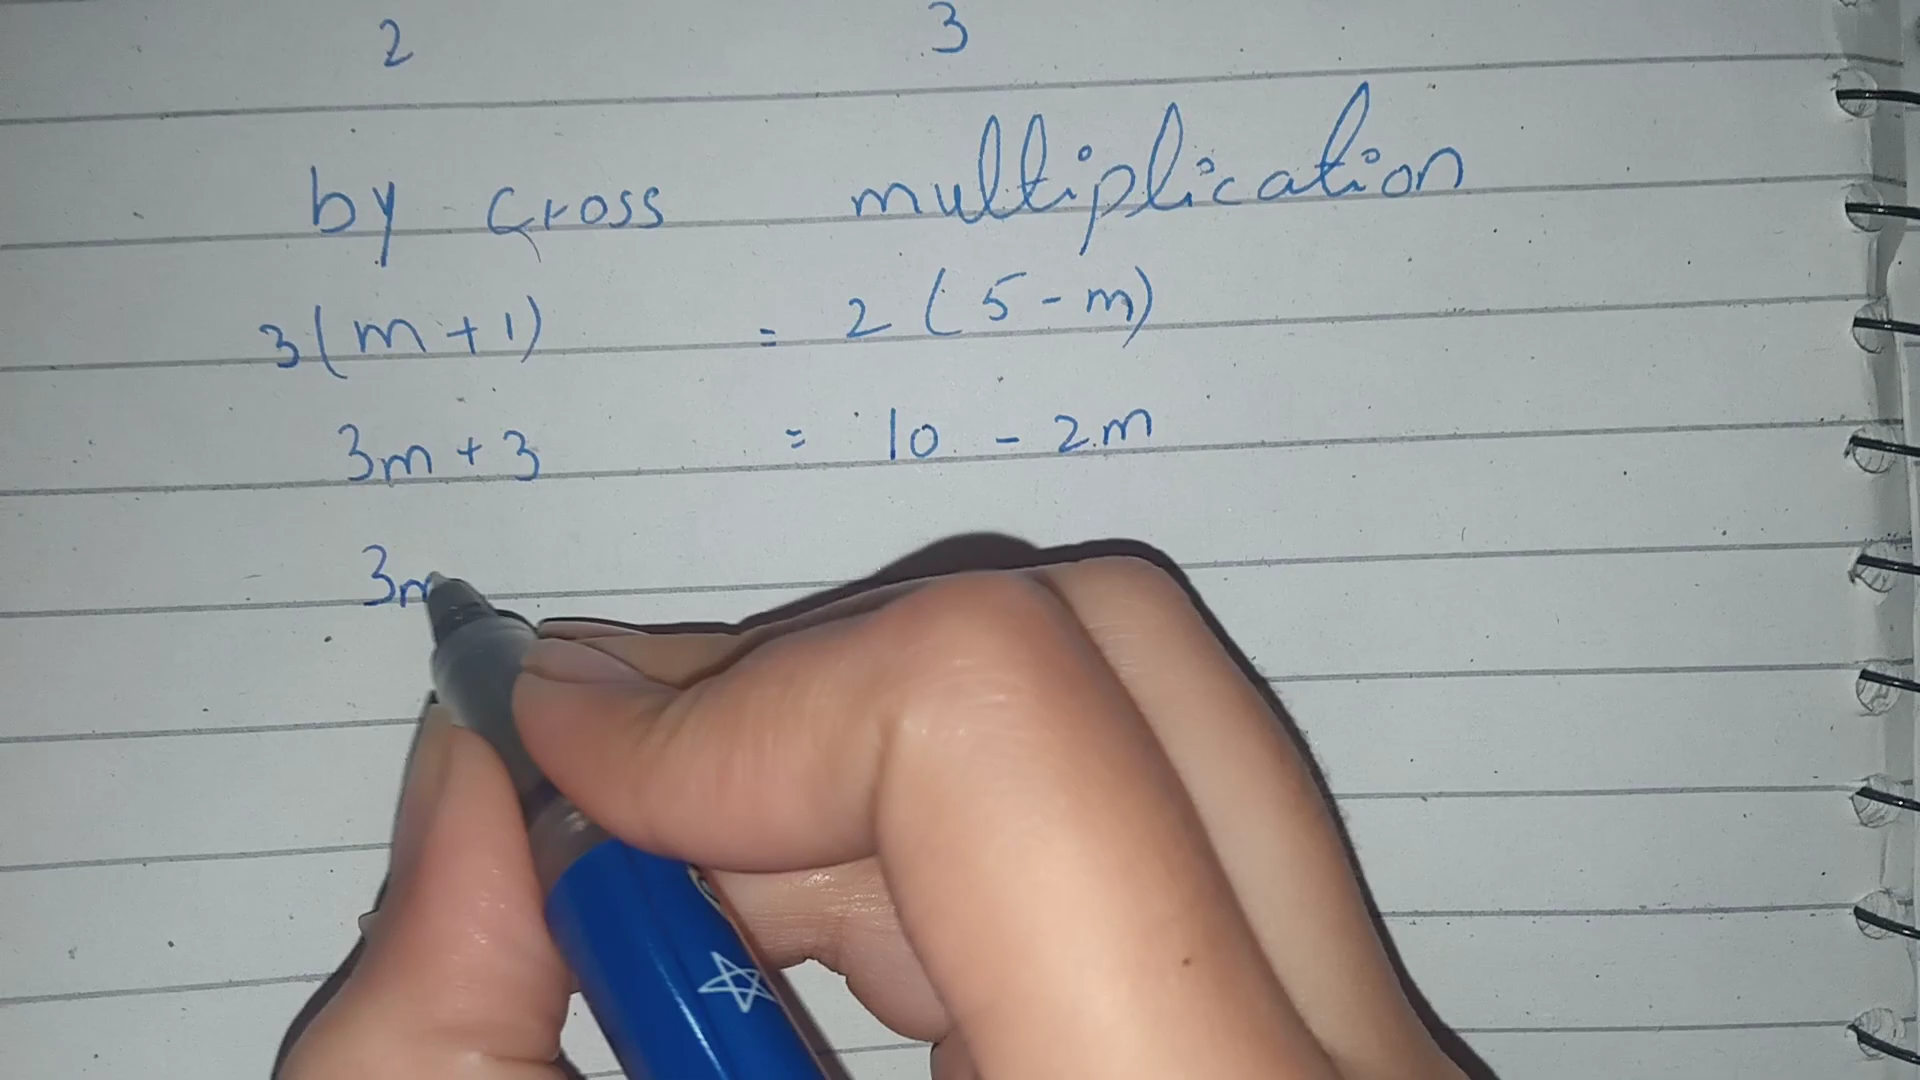 2 3
by cross multiplication
3(m+1) = 2(5-m)
3m+3 = 10 - 2m
3m